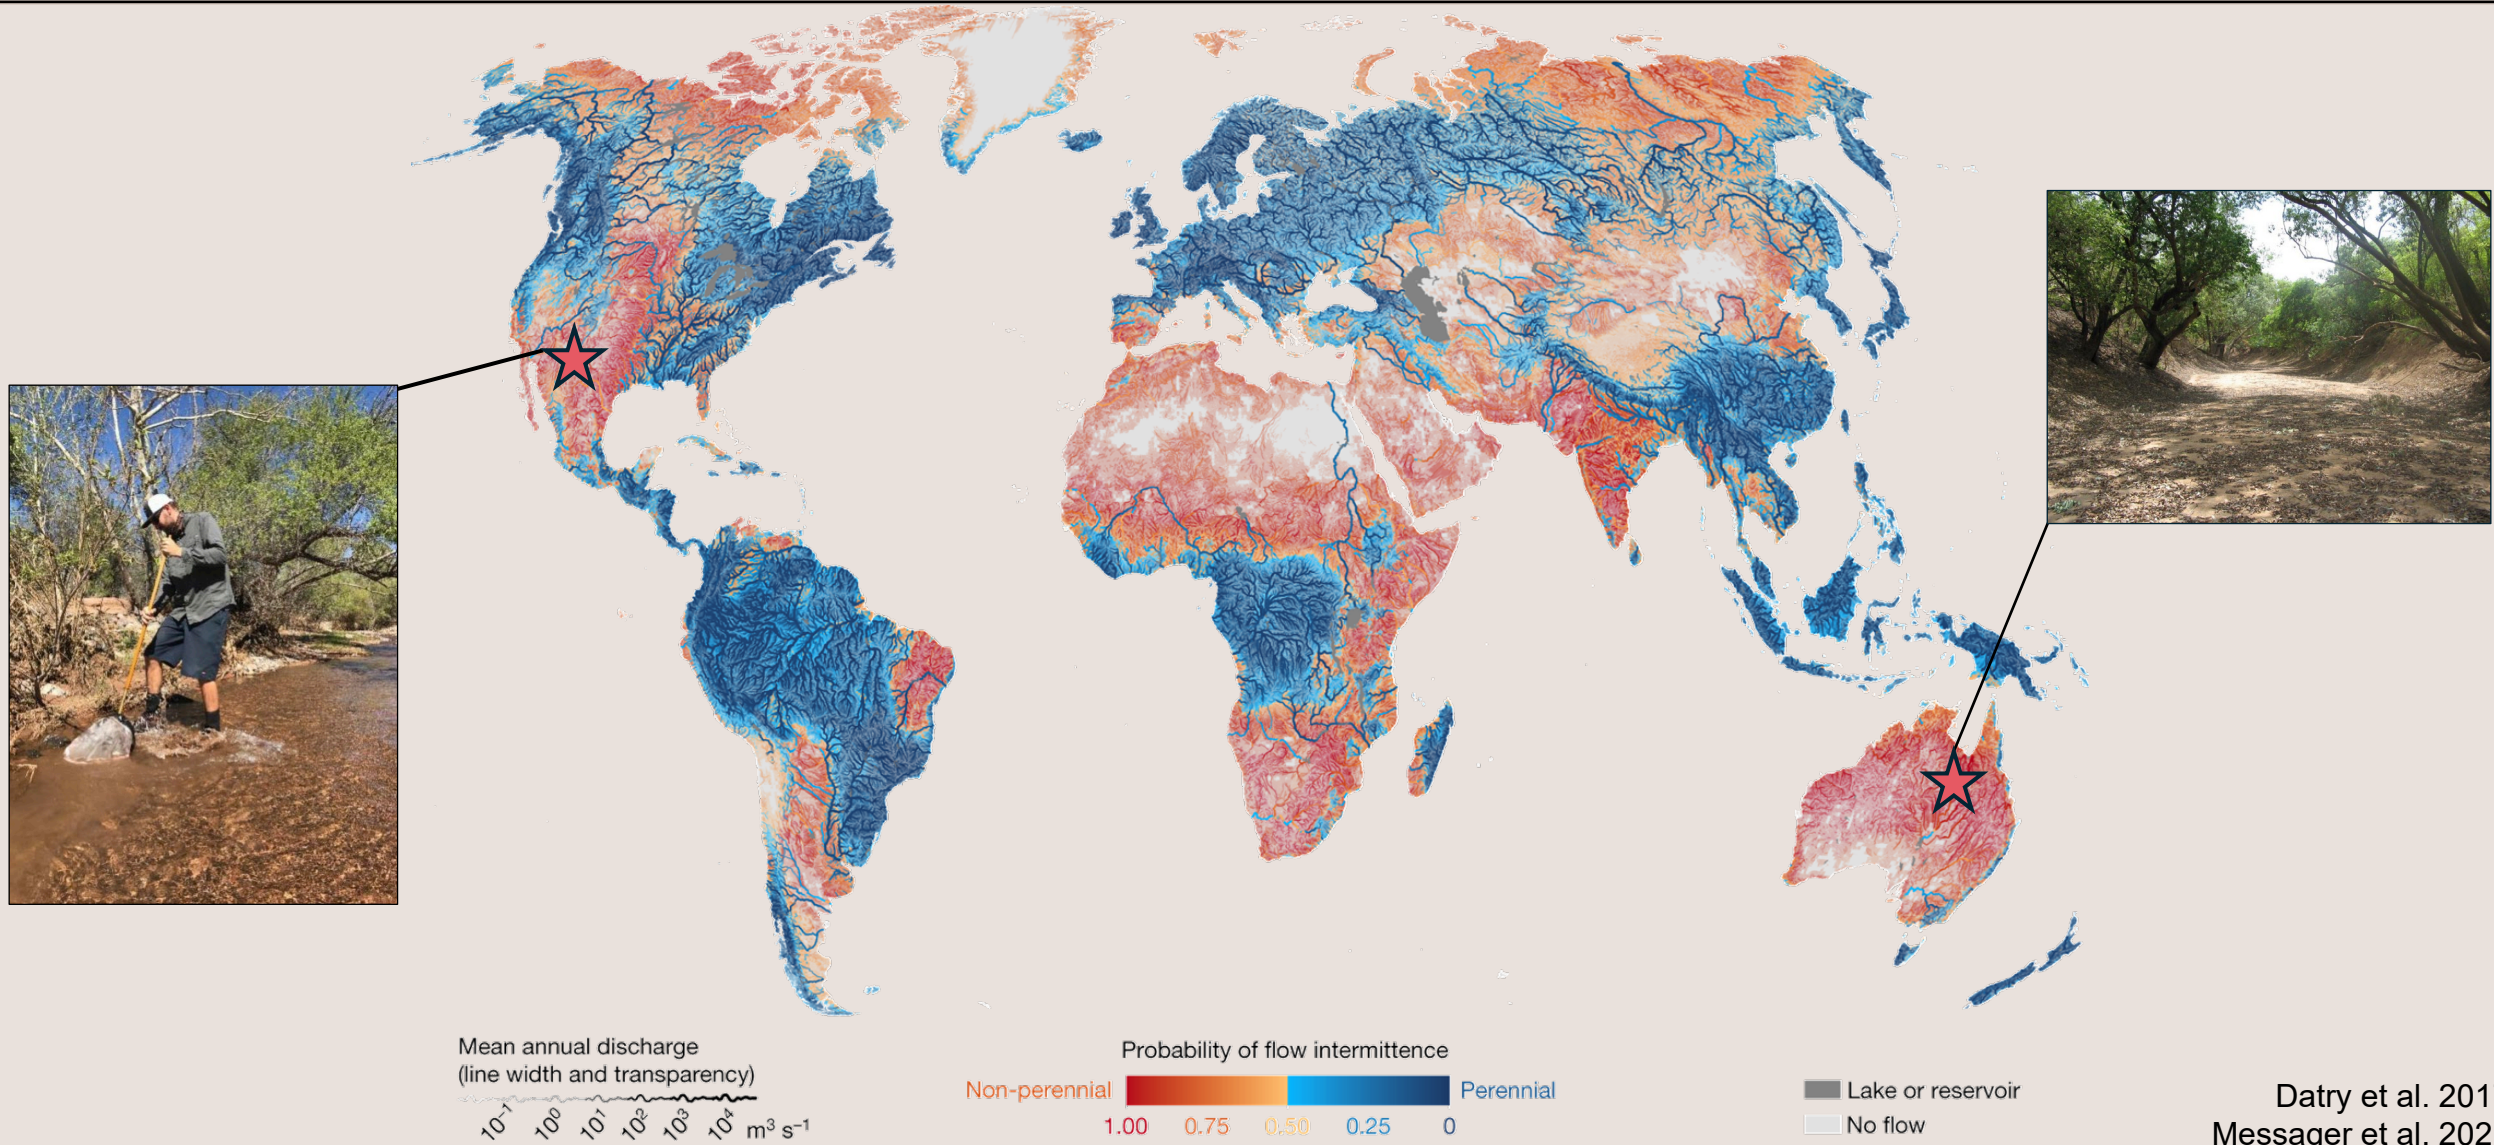 Mean annual discharge
(line width and transparency)
10⁻¹ 10⁰ 10¹ 10² 10³ 10⁴ m³ s⁻¹
Probability of flow intermittence
Non-perennial Perennial
1.00 0.75 0.50 0.25 0
Lake or reservoir
No flow
Datry et al. 201
Messager et al. 202